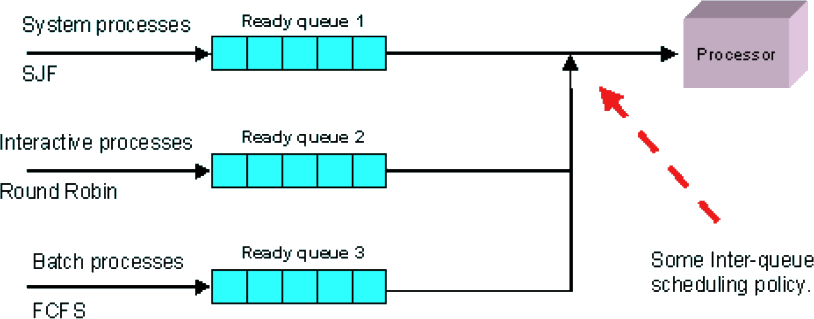 System processes
Ready queue 1
SJF
Processor
Interactive processes
Ready queue 2
Round Robin
Batch processes
Ready queue 3
FCFS
Some Inter-queue
scheduling policy.